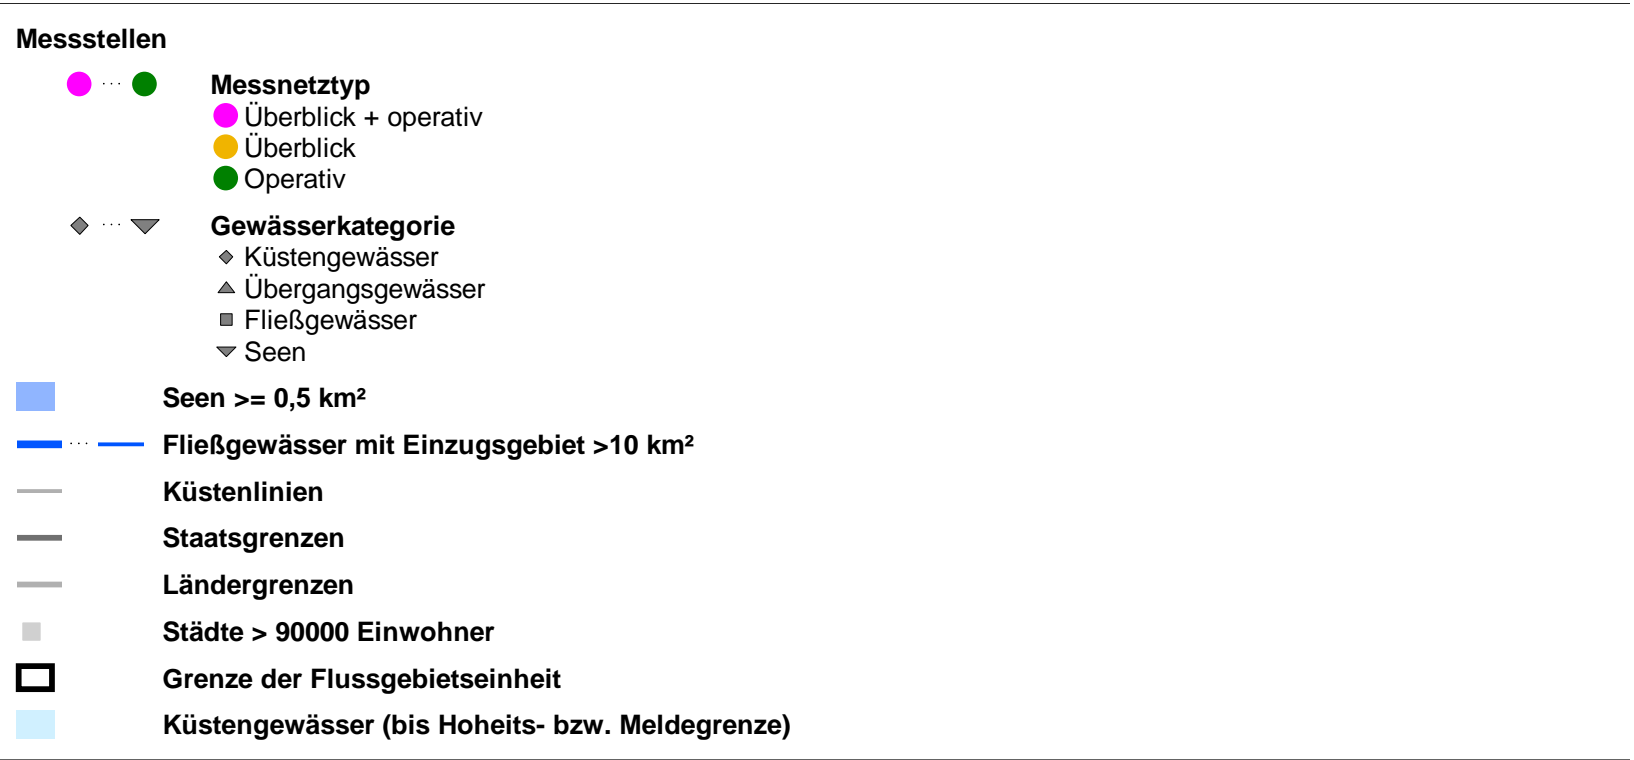 Messstellen
Messnetztyp
Überblick + operativ
Überblick
Operativ
Gewässerkategorie
Küstengewässer
Übergangsgewässer
Fließgewässer
Seen
Seen >= 0,5 km²
Fließgewässer mit Einzugsgebiet >10 km²
Küstenlinien
Staatsgrenzen
Ländergrenzen
Städte > 90000 Einwohner
Grenze der Flussgebietseinheit
Küstengewässer (bis Hoheits- bzw. Meldegrenze)